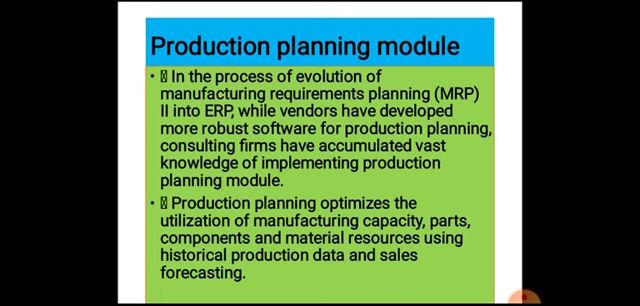 Production planning module
• In the process of evolution of
manufacturing requirements planning (MRP)
II into ERP, while vendors have developed
more robust software for production planning,
consulting firms have accumulated vast
knowledge of implementing production
planning module.
• Production planning optimizes the
utilization of manufacturing capacity, parts,
components and material resources using
historical production data and sales
forecasting.